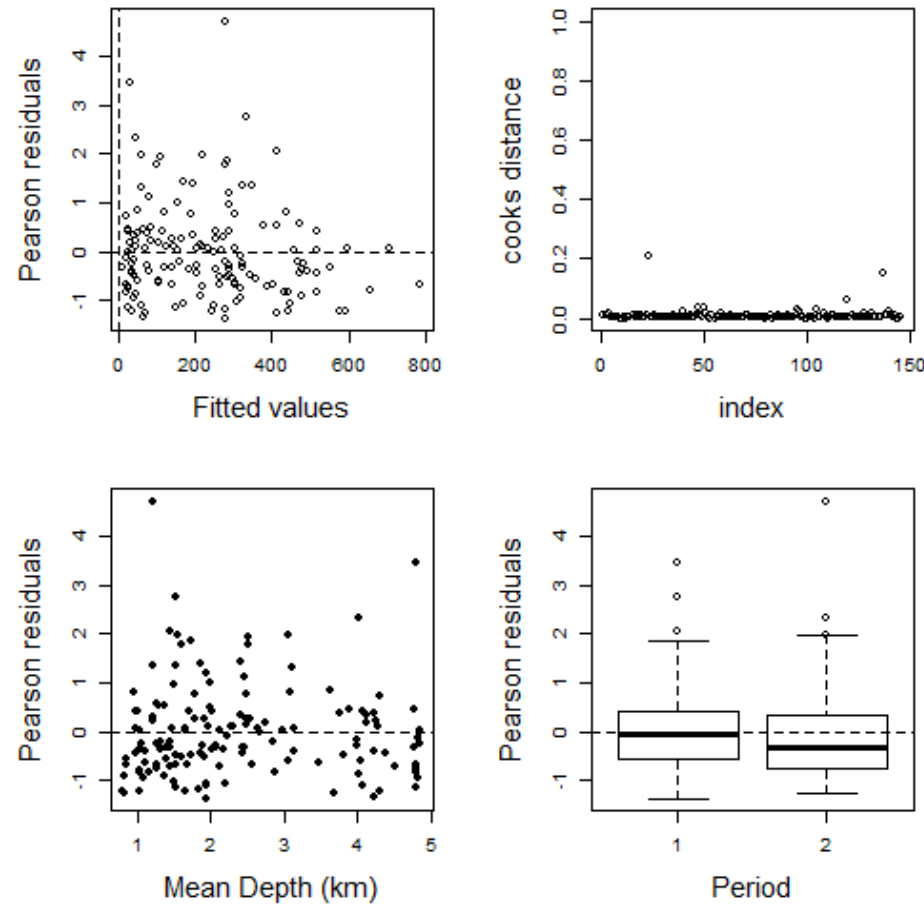 Pearson residuals
4
3
2
1
0
-1
0 200 400 600 800
Fitted values
cooks distance
1.0
0.8
0.6
0.4
0.2
0.0
0 50 100 150
index
Pearson residuals
4
3
2
1
0
-1
1 2 3 4 5
Mean Depth (km)
Pearson residuals
4
3
2
1
0
-1
1 2
Period